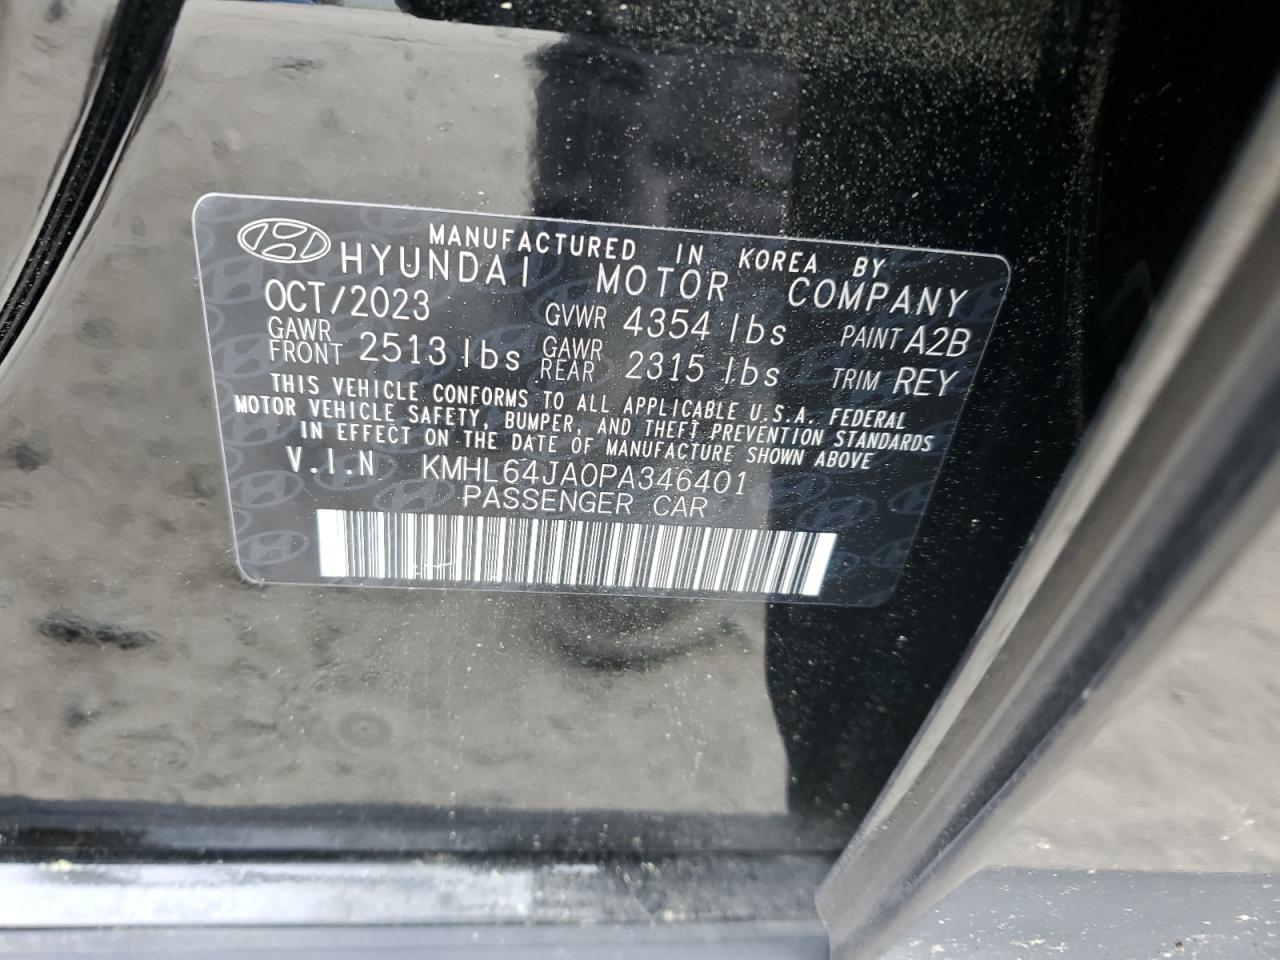 MANUFACTURED IN KOREA BY
HYUNDAI MOTOR COMPANY
OCT/2023 GVWR 4354 lbs PAINT A2B
GAWR FRONT 2513 lbs GAWR REAR 2315 lbs TRIM REY
THIS VEHICLE CONFORMS TO ALL APPLICABLE U.S.A. FEDERAL
MOTOR VEHICLE SAFETY, BUMPER, AND THEFT PREVENTION STANDARDS
IN EFFECT ON THE DATE OF MANUFACTURE SHOWN ABOVE
V.I.N KMHL64JA0PA346401
PASSENGER CAR